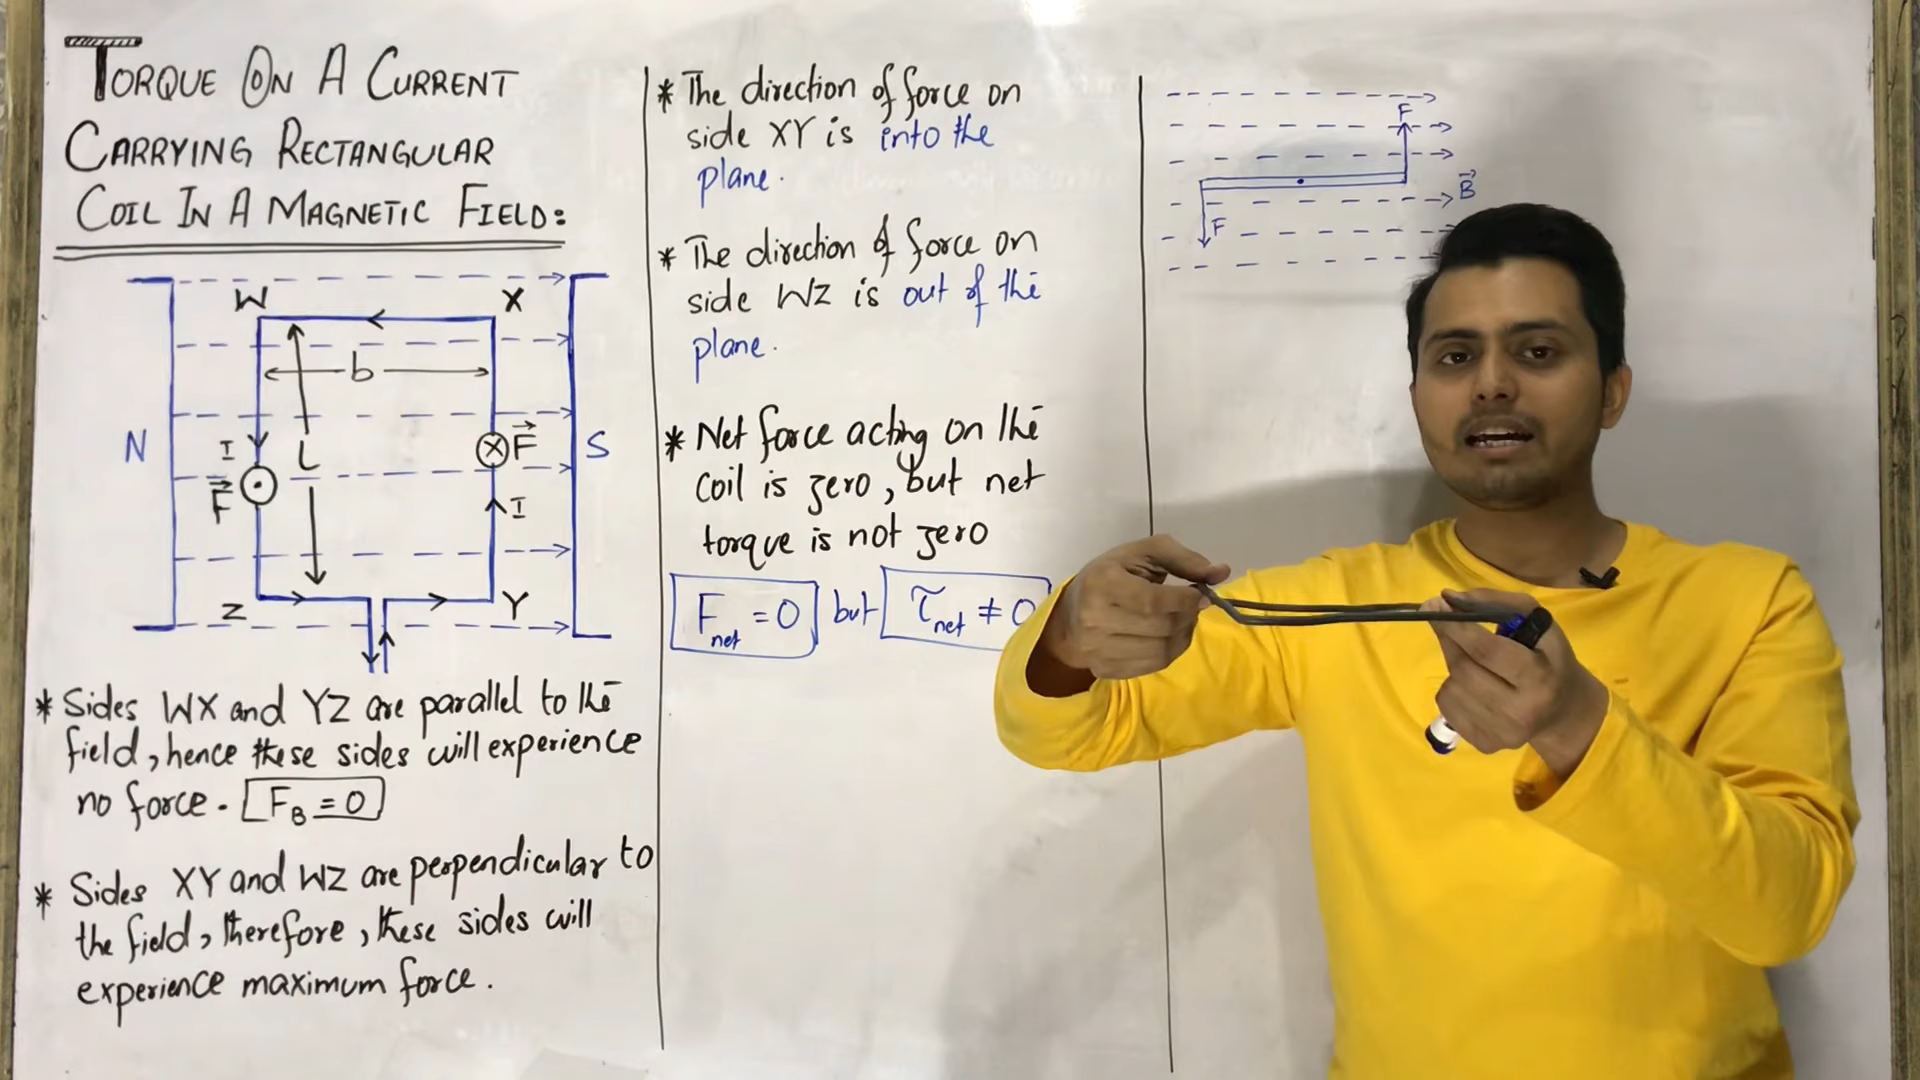 TORQUE ON A CURRENT
CARRYING RECTANGULAR
COIL IN A MAGNETIC FIELD:
W
X
b
N
I
L
F
F
S
I
Z
Y
* Sides WX and YZ are parallel to the
field, hence these sides will experience
no force. F_B = 0
* Sides XY and WZ are perpendicular to
the field, therefore, these sides will
experience maximum force.
* The direction of force on
side XY is into the
plane.
* The direction of force on
side WZ is out of the
plane.
* Net force acting on the
coil is zero, but net
torque is not zero
F_net = 0 but τ_net ≠ 0
F
B
F